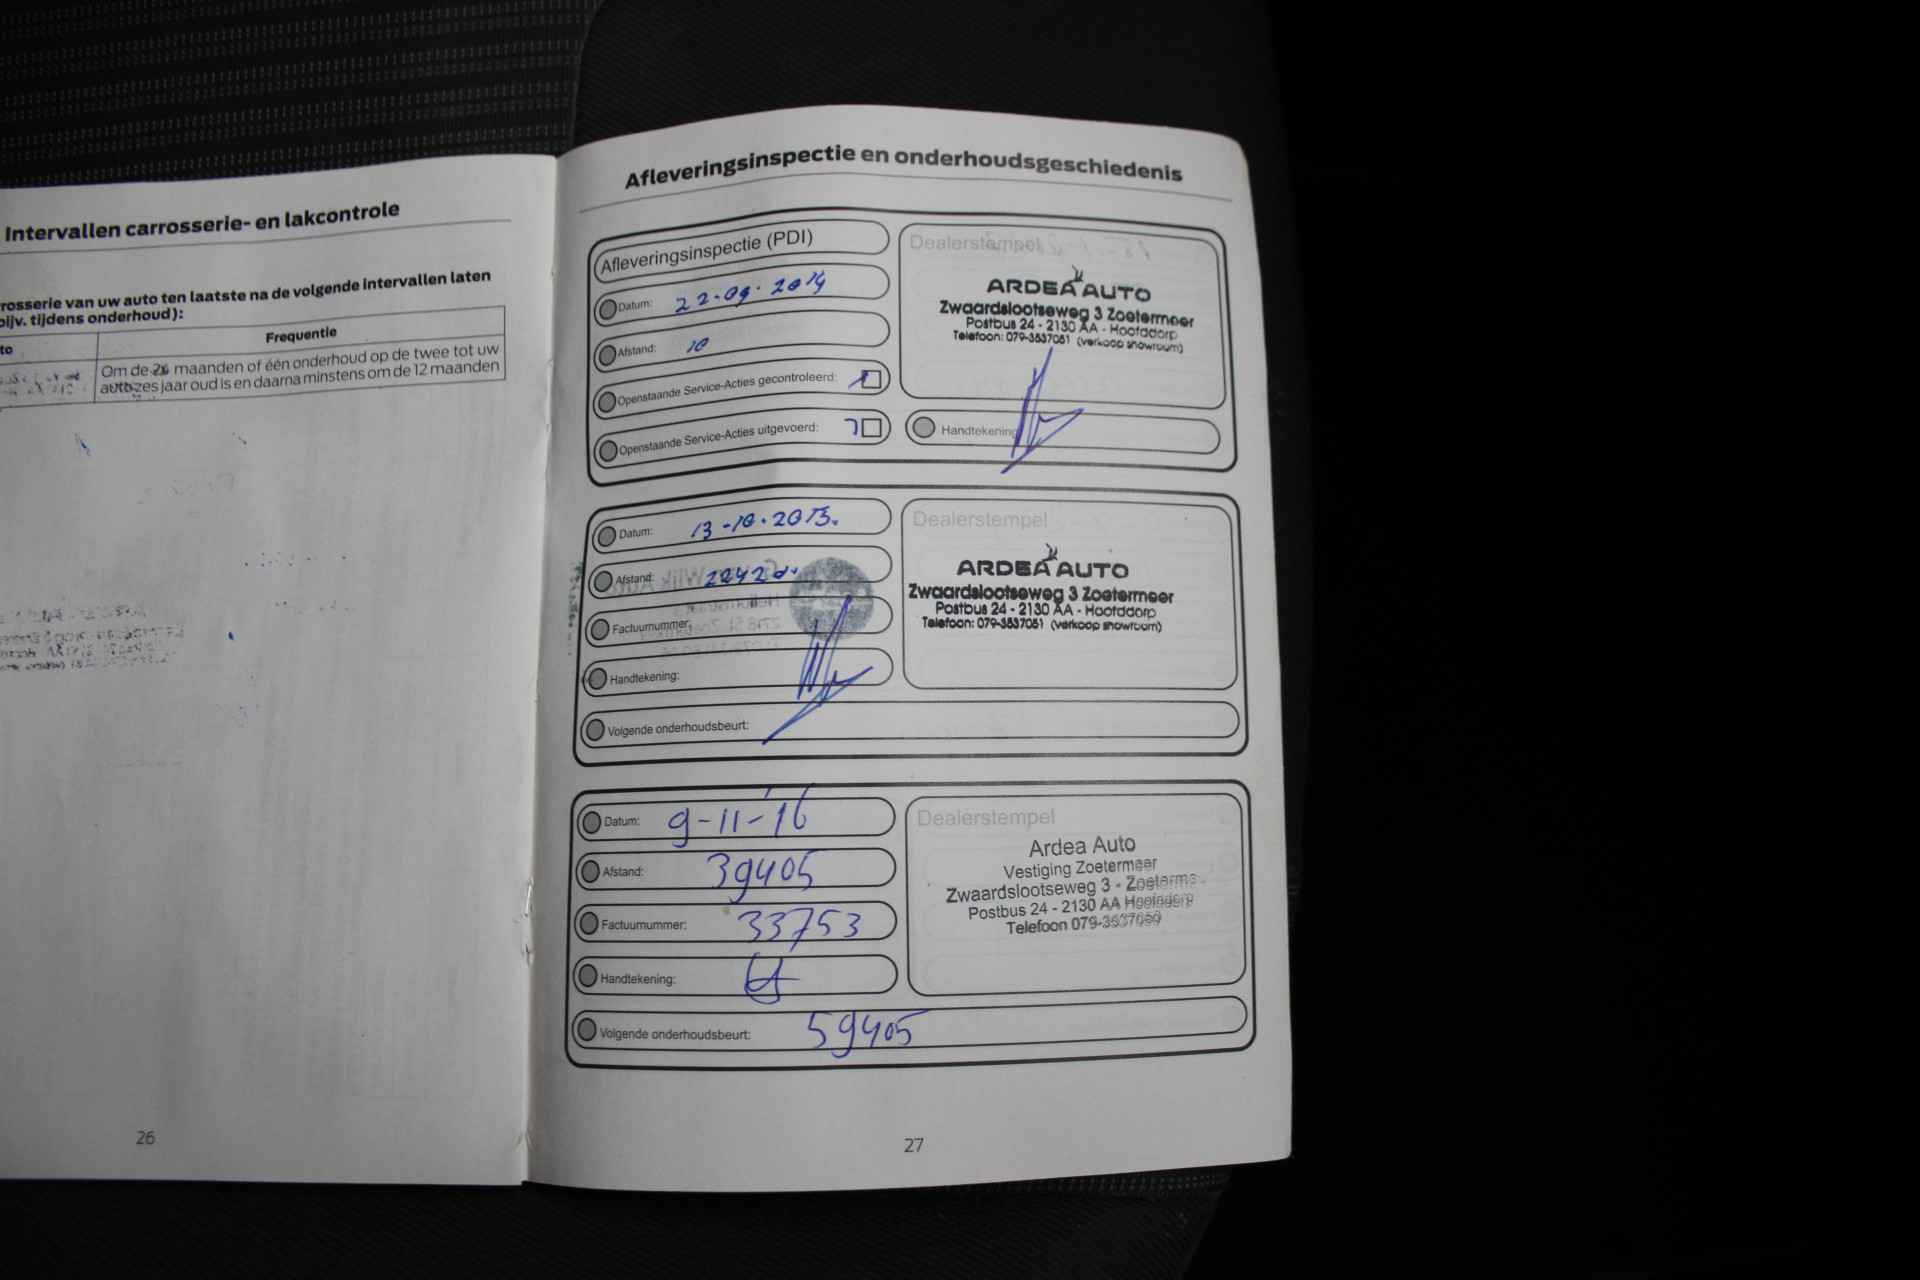 Intervallen carrosserie- en lakcontrole
rosserie van uw auto ten laatste na de volgende intervallen laten
bijv. tijdens onderhoud):
to
Frequentie
Om de maanden of één onderhoud op de twee tot uw
auto zes jaar oud is en daarna minstens om de 12 maanden
26
Afleveringsinspectie en onderhoudsgeschiedenis
Afleveringsinspectie (PDI)
Datum: 22-09-2014
Afstand: 10
Openstaande Service-Acties gecontroleerd:
Openstaande Service-Acties uitgevoerd:
Dealerstempel
ARDEA AUTO
Zwaardslootseweg 3 Zoetermeer
Postbus 24 - 2130 AA - Hoofddorp
Telefoon: 079-3637051 (verkoop showroom)
Handtekening
Datum: 13-10-2015.
Afstand: 22420.
Factuurnummer:
Handtekening:
Volgende onderhoudsbeurt:
Dealerstempel
ARDEA AUTO
Zwaardslootseweg 3 Zoetermeer
Postbus 24 - 2130 AA - Hoofddorp
Telefoon: 079-3637051 (verkoop showroom)
Datum: 9-11-'16
Afstand: 39405
Factuurnummer: 33753
Handtekening:
Volgende onderhoudsbeurt: 59405
Dealerstempel
Ardea Auto
Vestiging Zoetermeer
Zwaardslootseweg 3 - Zoeterme
Postbus 24 - 2130 AA Hoofddorp
Telefoon 079-3637050
27